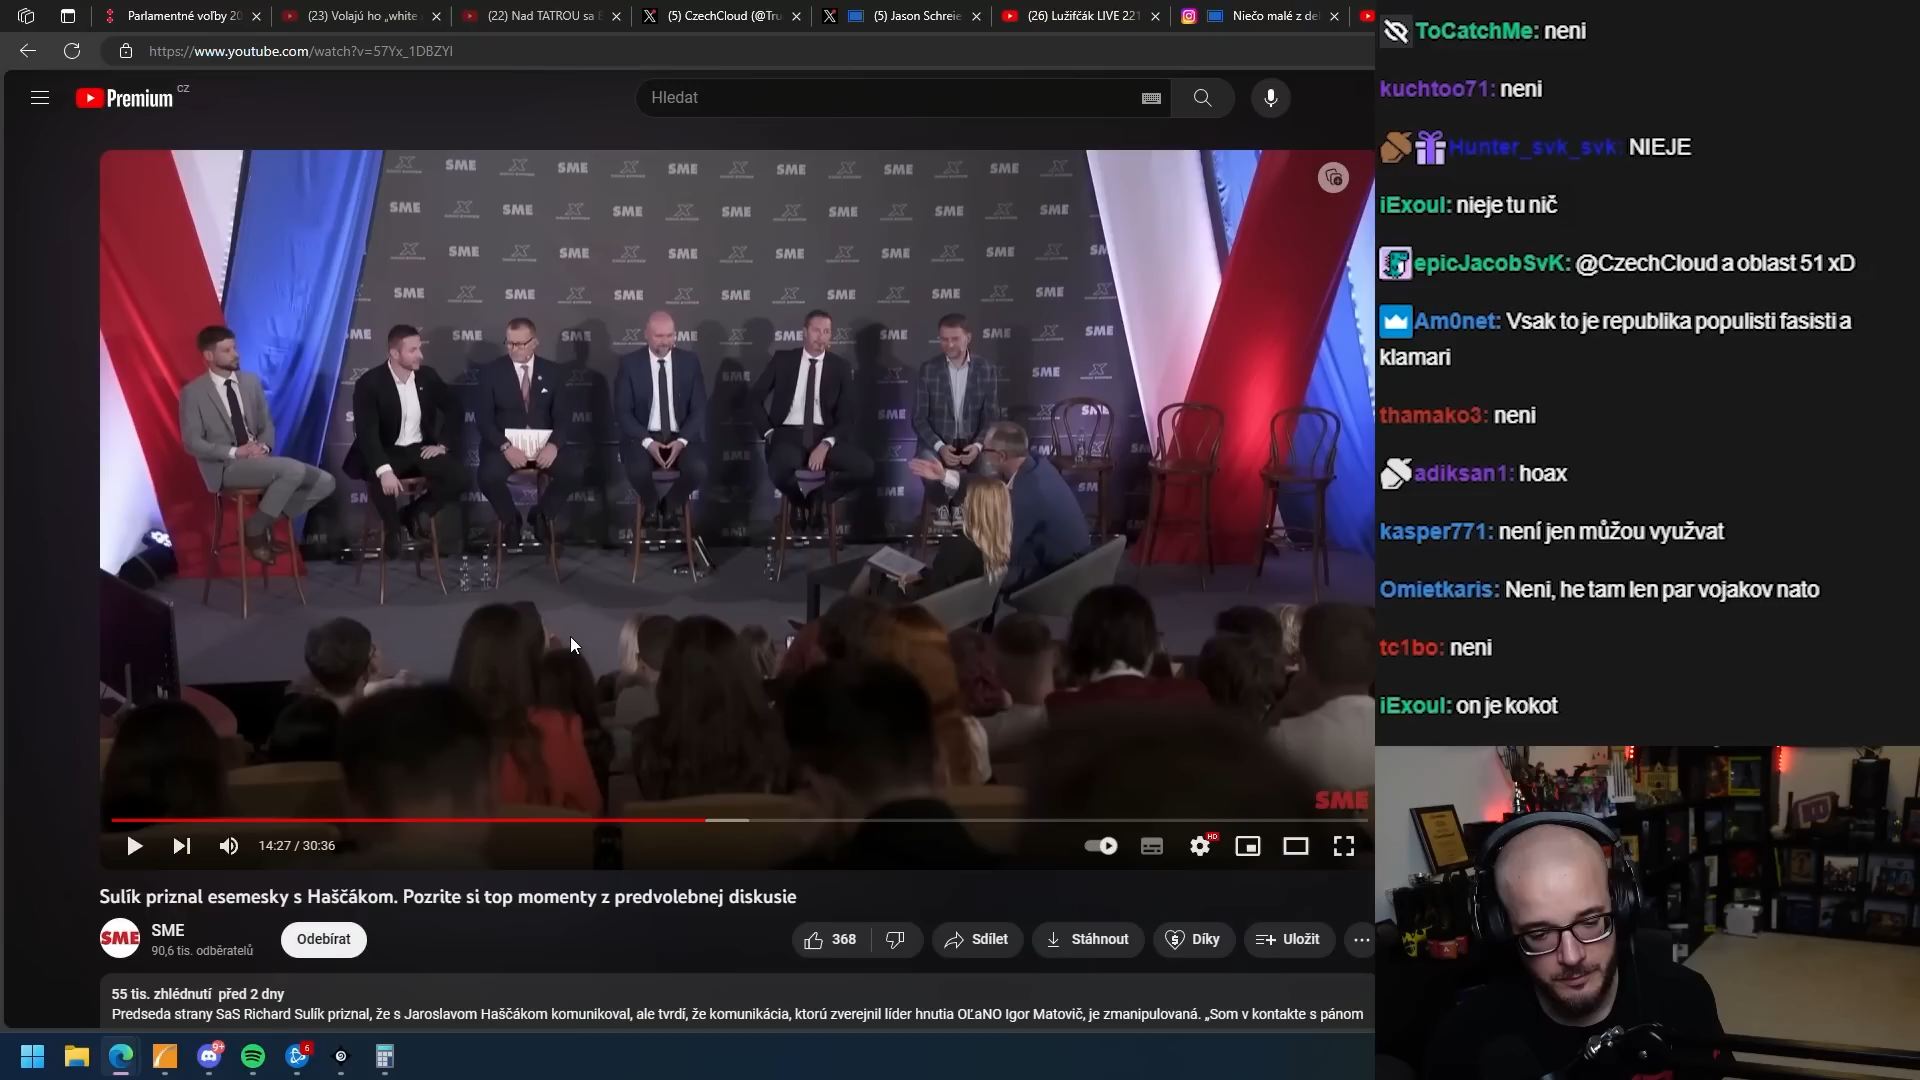 Parlamentné voľby 20
(23) Volajú ho „white
(22) Nad TATROU sa
(5) CzechCloud (@Tru
(5) Jason Schreie
(26) Lužifčák LIVE 221
Niečo malé z de
https://www.youtube.com/watch?v=57Yx_1DBZYI
Premium CZ
Hledat
SME
14:27 / 30:36
HD
Sulík priznal esemesky s Haščákom. Pozrite si top momenty z predvolebnej diskusie
SME
SME
90,6 tis. odběratelů
Odebírat
368
Sdílet
Stáhnout
Díky
Uložit
55 tis. zhlédnutí před 2 dny
Predseda strany SaS Richard Sulík priznal, že s Jaroslavom Haščákom komunikoval, ale tvrdí, že komunikácia, ktorú zverejnil líder hnutia OĽaNO Igor Matovič, je zmanipulovaná. „Som v kontakte s pánom
9+
6
ToCatchMe: neni
kuchtoo71: neni
Hunter_svk_svk: NIEJE
iExoul: nieje tu nič
epicJacobSvK: @CzechCloud a oblast 51 xD
Am0net: Vsak to je republika populisti fasisti a
klamari
thamako3: neni
adiksan1: hoax
kasper771: není jen můžou využvat
Omietkaris: Neni, he tam len par vojakov nato
tc1bo: neni
iExoul: on je kokot